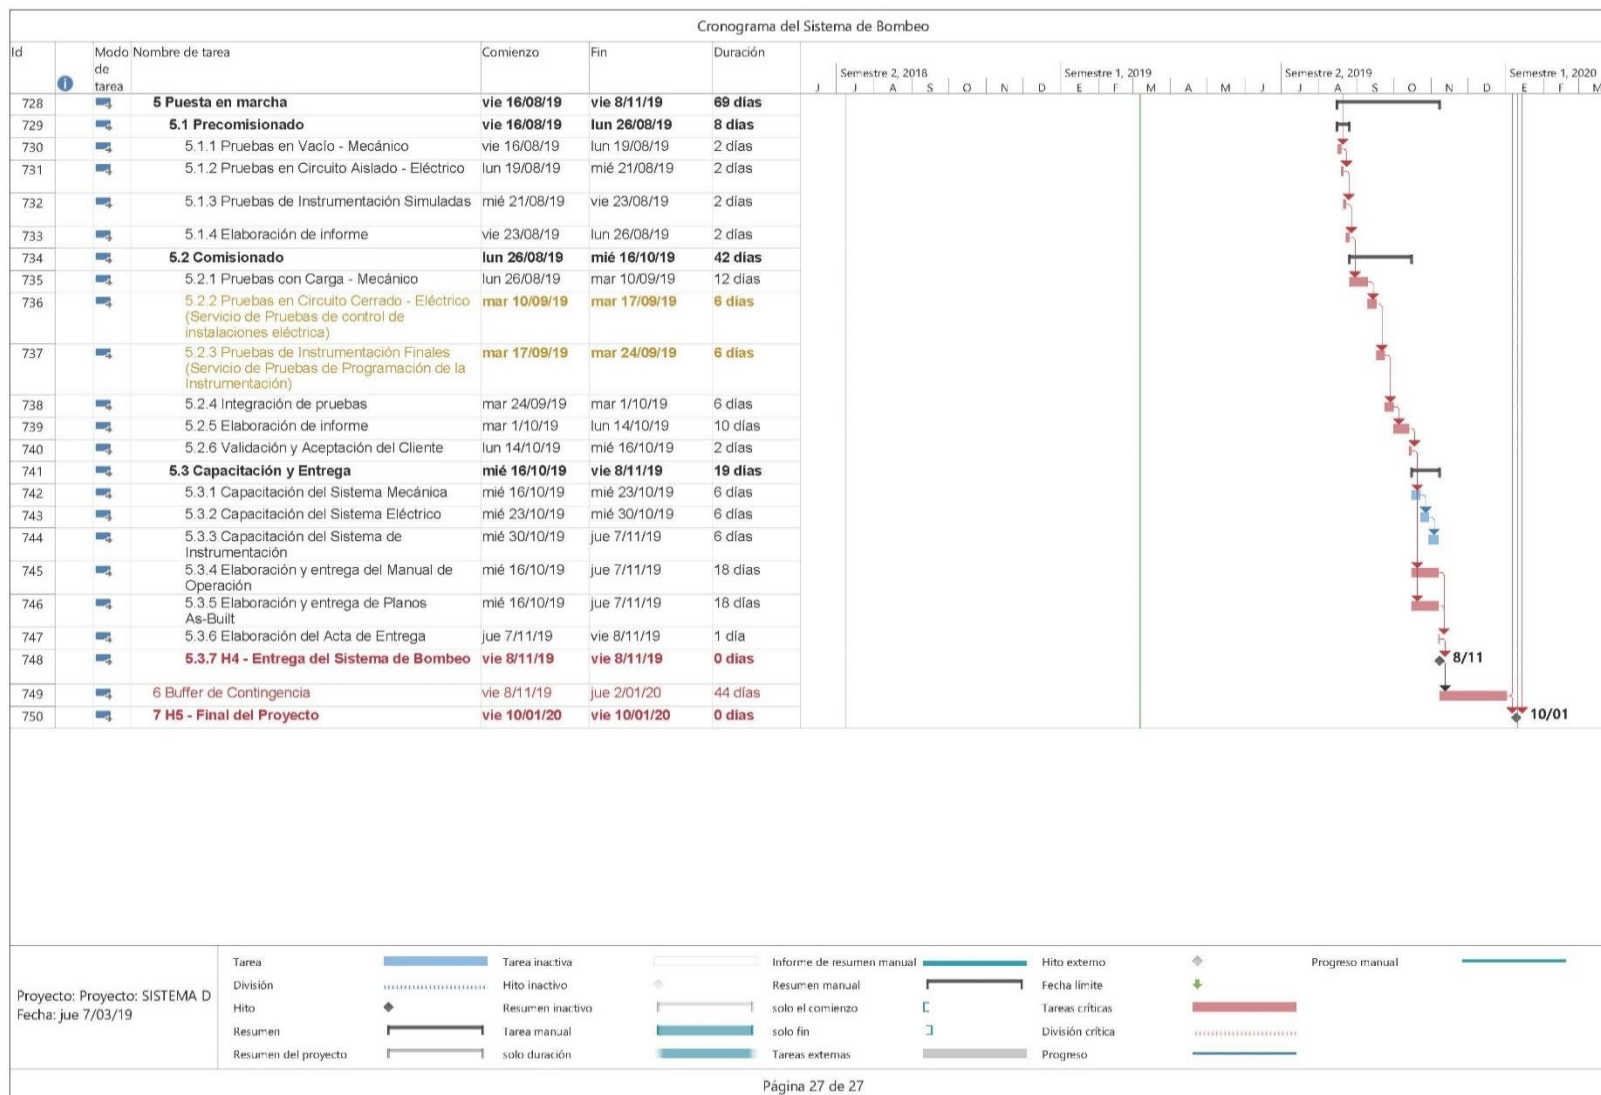 Cronograma del Sistema de Bombeo
Id Modo de tarea Nombre de tarea Comienzo Fin Duración
Semestre 2, 2018 Semestre 1, 2019 Semestre 2, 2019 Semestre 1, 2020
J J A S O N D E F M A M J J A S O N D E F M
728 5 Puesta en marcha vie 16/08/19 vie 8/11/19 69 días
729 5.1 Precomisionado vie 16/08/19 lun 26/08/19 8 días
730 5.1.1 Pruebas en Vacío - Mecánico vie 16/08/19 lun 19/08/19 2 días
731 5.1.2 Pruebas en Circuito Aislado - Eléctrico lun 19/08/19 mié 21/08/19 2 días
732 5.1.3 Pruebas de Instrumentación Simuladas mié 21/08/19 vie 23/08/19 2 días
733 5.1.4 Elaboración de informe vie 23/08/19 lun 26/08/19 2 días
734 5.2 Comisionado lun 26/08/19 mié 16/10/19 42 días
735 5.2.1 Pruebas con Carga - Mecánico lun 26/08/19 mar 10/09/19 12 días
736 5.2.2 Pruebas en Circuito Cerrado - Eléctrico mar 10/09/19 mar 17/09/19 6 días
(Servicio de Pruebas de control de
instalaciones eléctrica)
737 5.2.3 Pruebas de Instrumentación Finales mar 17/09/19 mar 24/09/19 6 días
(Servicio de Pruebas de Programación de la
Instrumentación)
738 5.2.4 Integración de pruebas mar 24/09/19 mar 1/10/19 6 días
739 5.2.5 Elaboración de informe mar 1/10/19 lun 14/10/19 10 días
740 5.2.6 Validación y Aceptación del Cliente lun 14/10/19 mié 16/10/19 2 días
741 5.3 Capacitación y Entrega mié 16/10/19 vie 8/11/19 19 días
742 5.3.1 Capacitación del Sistema Mecánica mié 16/10/19 mié 23/10/19 6 días
743 5.3.2 Capacitación del Sistema Eléctrico mié 23/10/19 mié 30/10/19 6 días
744 5.3.3 Capacitación del Sistema de mié 30/10/19 jue 7/11/19 6 días
Instrumentación
745 5.3.4 Elaboración y entrega del Manual de mié 16/10/19 jue 7/11/19 18 días
Operación
746 5.3.5 Elaboración y entrega de Planos mié 16/10/19 jue 7/11/19 18 días
As-Built
747 5.3.6 Elaboración del Acta de Entrega jue 7/11/19 vie 8/11/19 1 día
748 5.3.7 H4 - Entrega del Sistema de Bombeo vie 8/11/19 vie 8/11/19 0 días 8/11
749 6 Buffer de Contingencia vie 8/11/19 jue 2/01/20 44 días
750 7 H5 - Final del Proyecto vie 10/01/20 vie 10/01/20 0 días 10/01
Proyecto: Proyecto: SISTEMA D
Fecha: jue 7/03/19
Tarea Tarea inactiva Informe de resumen manual Hito externo Progreso manual
División Hito inactivo Resumen manual Fecha límite
Hito Resumen inactivo solo el comienzo Tareas críticas
Resumen Tarea manual solo fin División crítica
Resumen del proyecto solo duración Tareas externas Progreso
Página 27 de 27